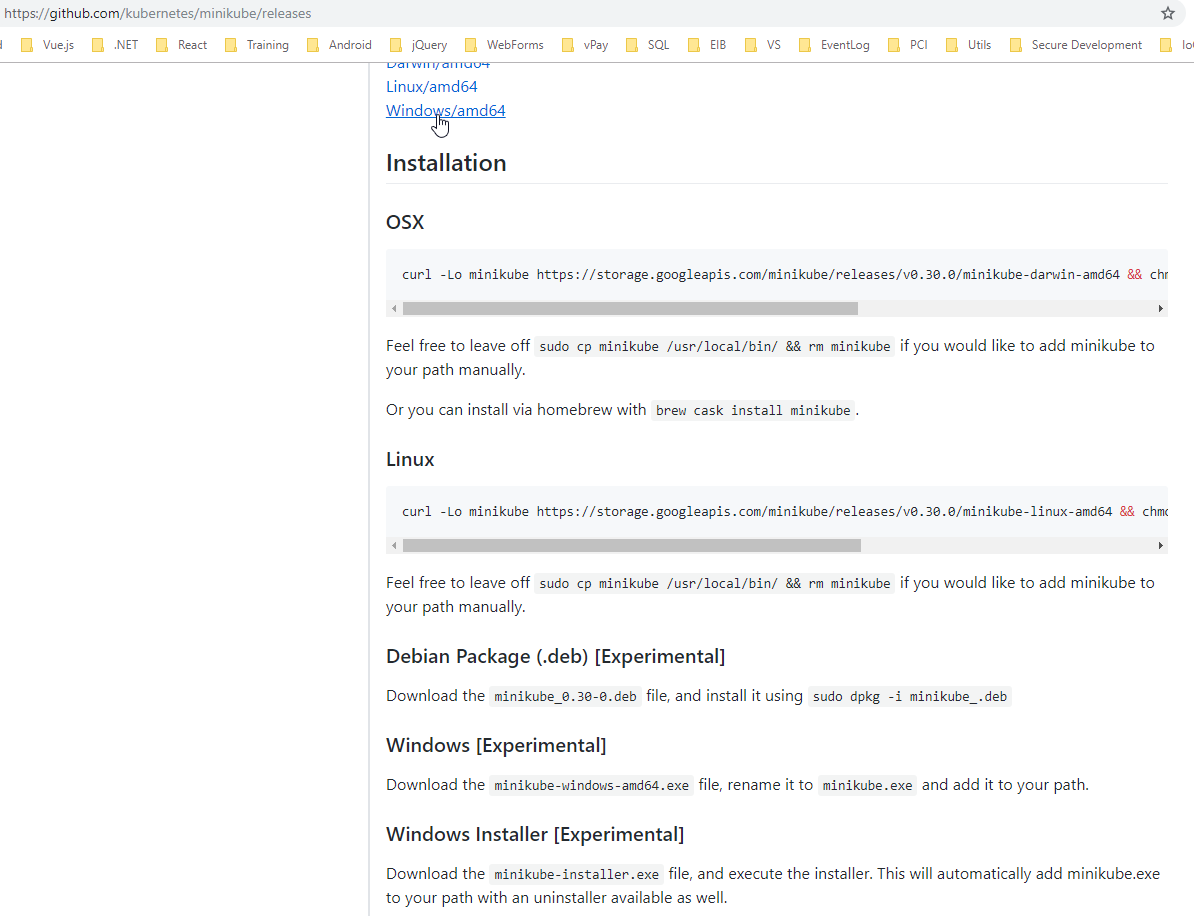 https://github.com/kubernetes/minikube/releases
Vue.js .NET React Training Android jQuery WebForms vPay SQL EIB VS EventLog PCI Utils Secure Development
Darwin/amd64
Linux/amd64
Windows/amd64
Installation
OSX
curl -Lo minikube https://storage.googleapis.com/minikube/releases/v0.30.0/minikube-darwin-amd64 &&
Feel free to leave off sudo cp minikube /usr/local/bin/ && rm minikube if you would like to add minikube to
your path manually.
Or you can install via homebrew with brew cask install minikube.
Linux
curl -Lo minikube https://storage.googleapis.com/minikube/releases/v0.30.0/minikube-linux-amd64 &&
Feel free to leave off sudo cp minikube /usr/local/bin/ && rm minikube if you would like to add minikube to
your path manually.
Debian Package (.deb) [Experimental]
Download the minikube_0.30-0.deb file, and install it using sudo dpkg -i minikube_.deb
Windows [Experimental]
Download the minikube-windows-amd64.exe file, rename it to minikube.exe and add it to your path.
Windows Installer [Experimental]
Download the minikube-installer.exe file, and execute the installer. This will automatically add minikube.exe
to your path with an uninstaller available as well.